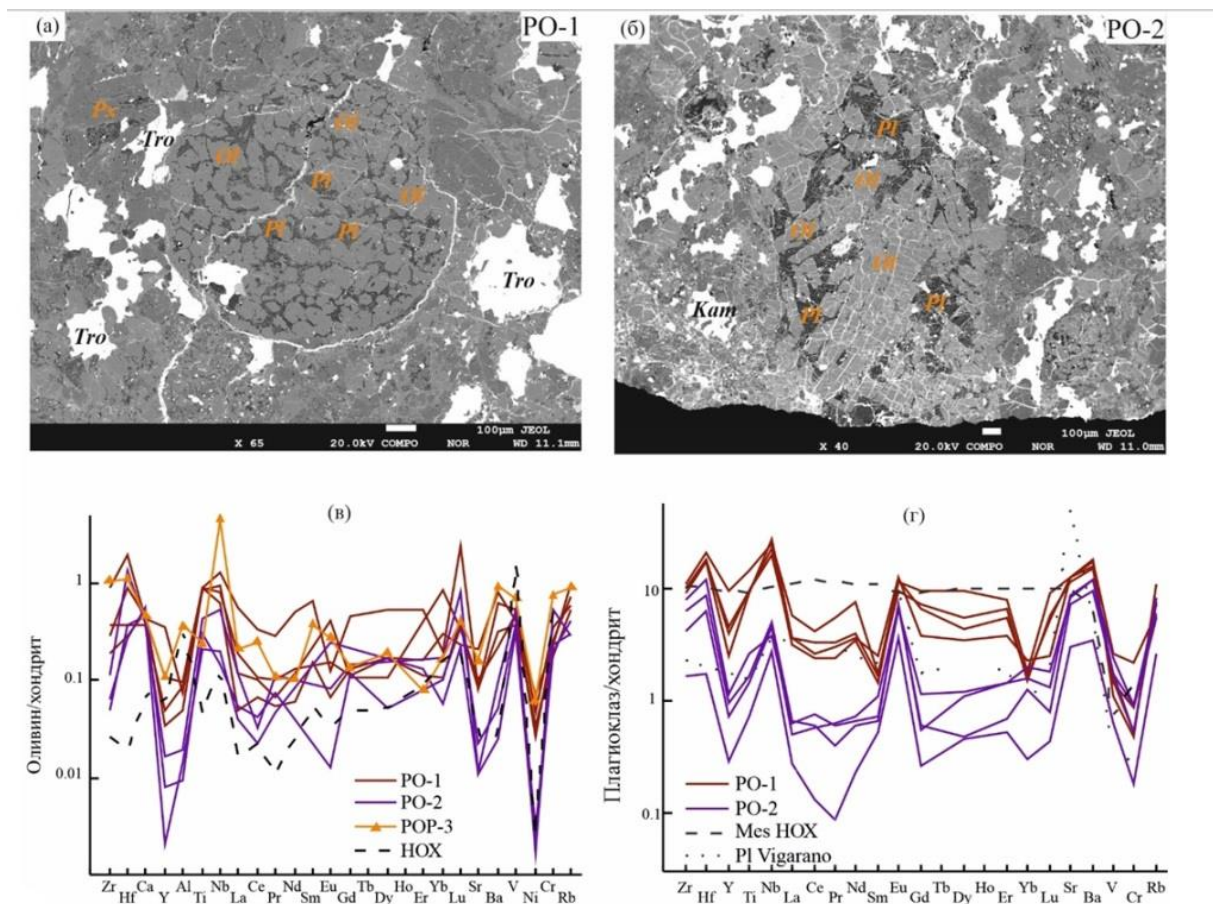 (а) PO-1
(б) PO-2
Px
Tro
Ol
Ol
Pl
Ol
Pl
Pl
Tro
Tro
Pl
Ol
Ol
Ol
Pl
Pl
Kam
100μm JEOL
X 65 20.0kV COMPO NOR WD 11.1mm
100μm JEOL
X 40 20.0kV COMPO NOR WD 11.0mm
(в)
Оливин/хондрит
1
0.1
0.01
PO-1
PO-2
POP-3
HOX
Zr Ca Al Nb Ce Nd Eu Tb Ho Yb Sr V Cr
Hf Y Ti La Pr Sm Gd Dy Er Lu Ba Ni Rb
(г)
Плагиоклаз/хондрит
10
1
0.1
PO-1
PO-2
Mes HOX
Pl Vigarano
Zr Y Nb Ce Nd Eu Tb Ho Yb Sr V Rb
Hf Ti La Pr Sm Gd Dy Er Lu Ba Cr